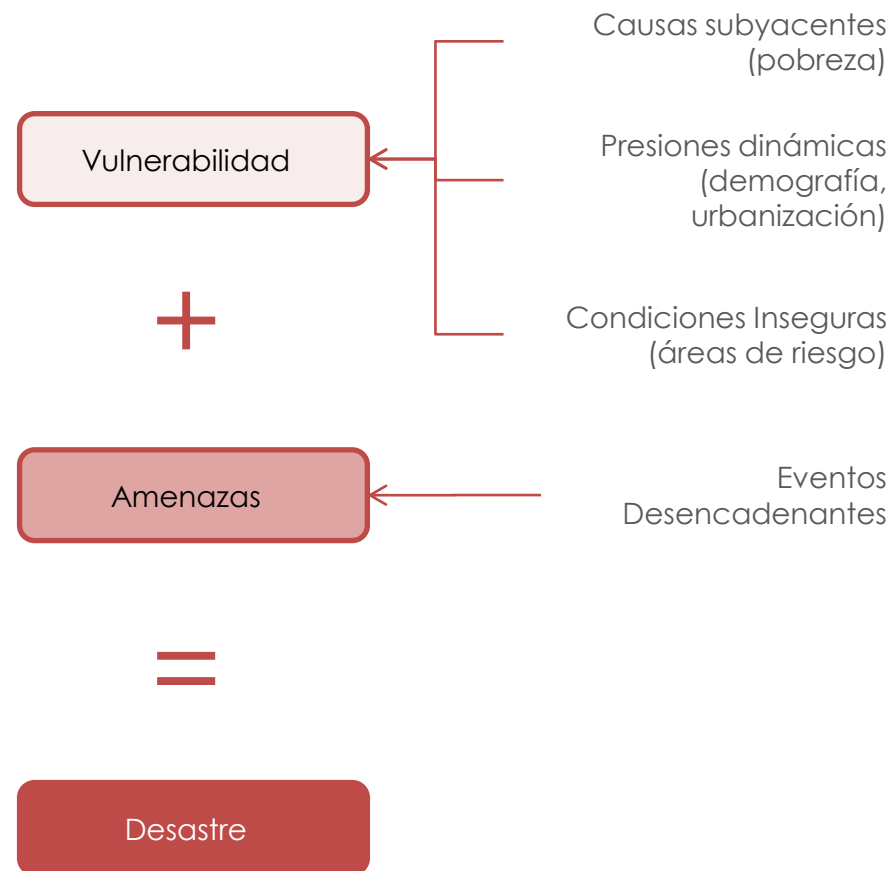 Causas subyacentes
(pobreza)
Vulnerabilidad
Presiones dinámicas
(demografía,
urbanización)
+
Condiciones Inseguras
(áreas de riesgo)
Amenazas
Eventos
Desencadenantes
=
Desastre